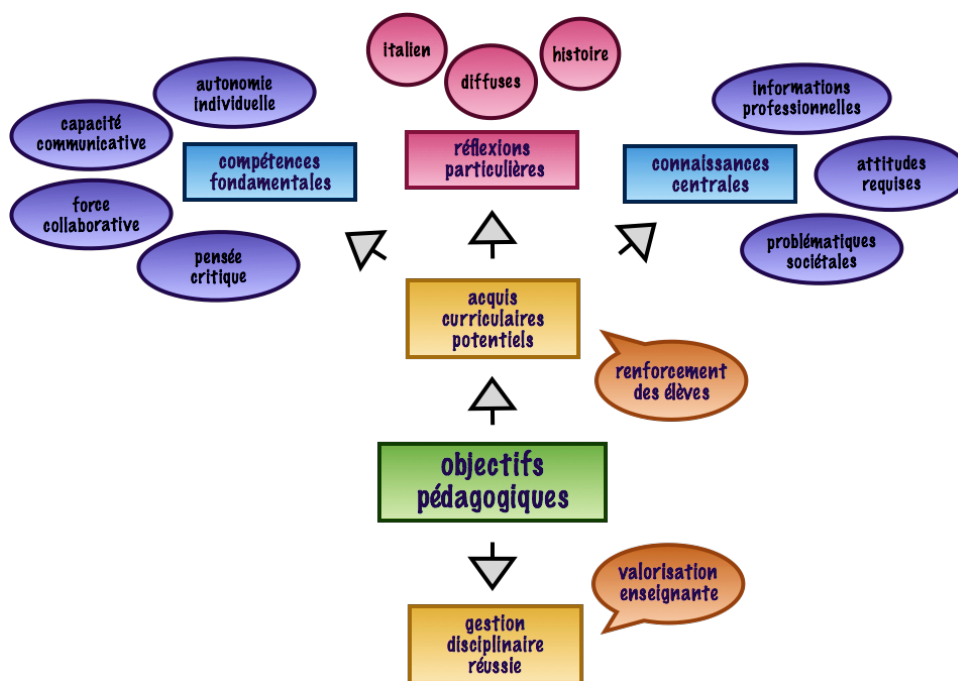 italien
histoire
diffuses
autonomie
individuelle
informations
professionnelles
capacité
communicative
compétences
fondamentales
réflexions
particulières
connaissances
centrales
attitudes
requises
force
collaborative
pensée
critique
problématiques
sociétales
acquis
curriculaires
potentiels
renforcement
des élèves
objectifs
pédagogiques
valorisation
enseignante
gestion
disciplinaire
réussie